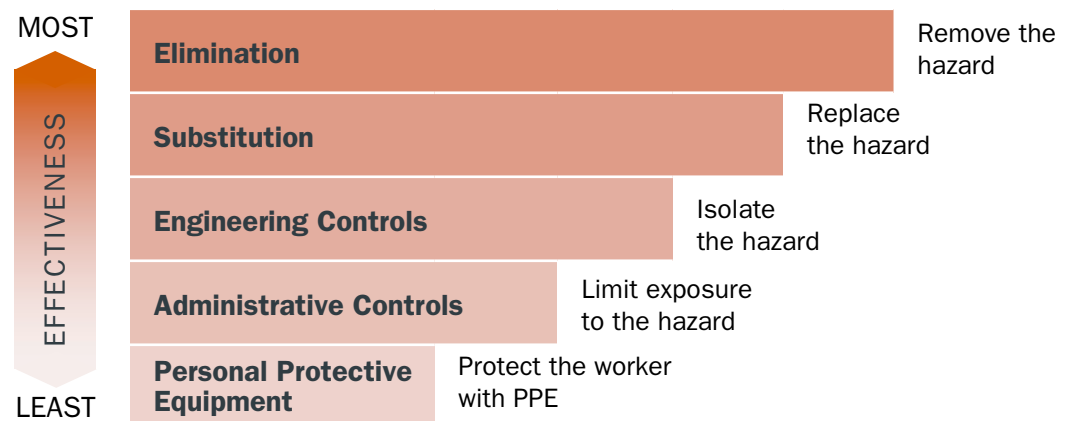 MOST
EFFECTIVENESS
LEAST
Elimination
Remove the
hazard
Substitution
Replace
the hazard
Engineering Controls
Isolate
the hazard
Administrative Controls
Limit exposure
to the hazard
Personal Protective
Equipment
Protect the worker
with PPE